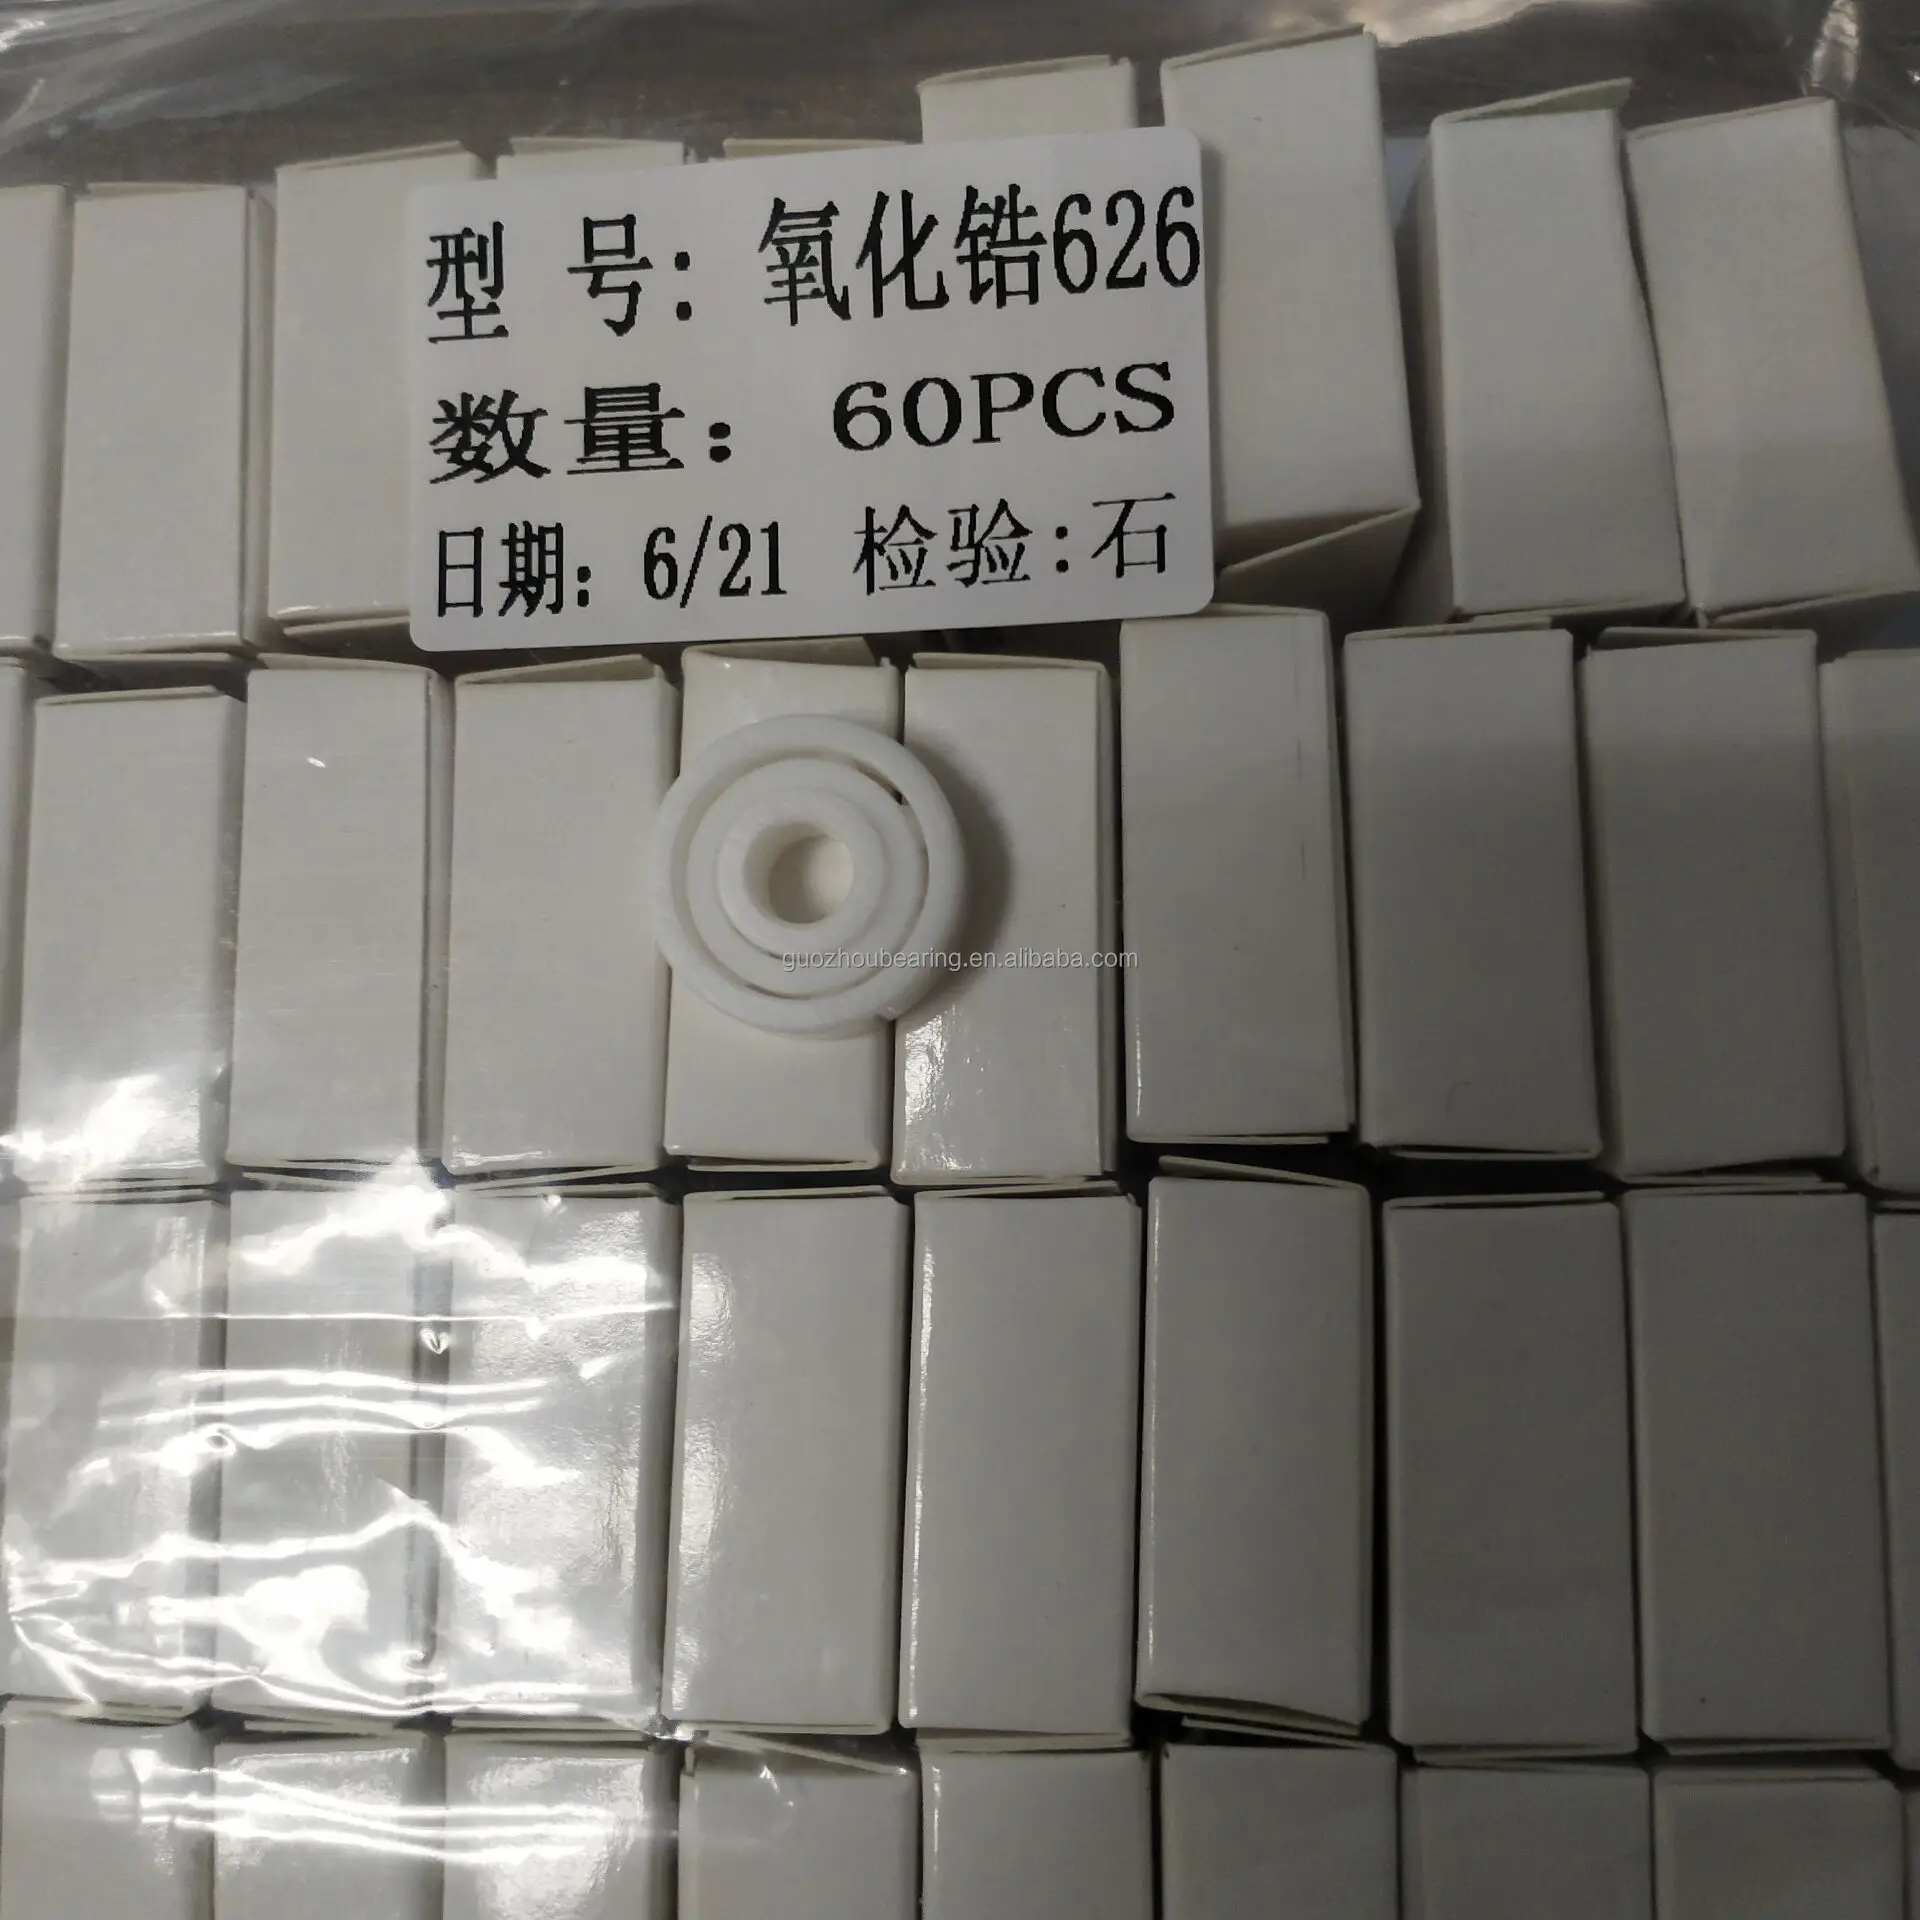 型 号: 氧化锆626
数量: 60PCS
日期: 6/21 检验:石
guozhoubearing.en.alibaba.com